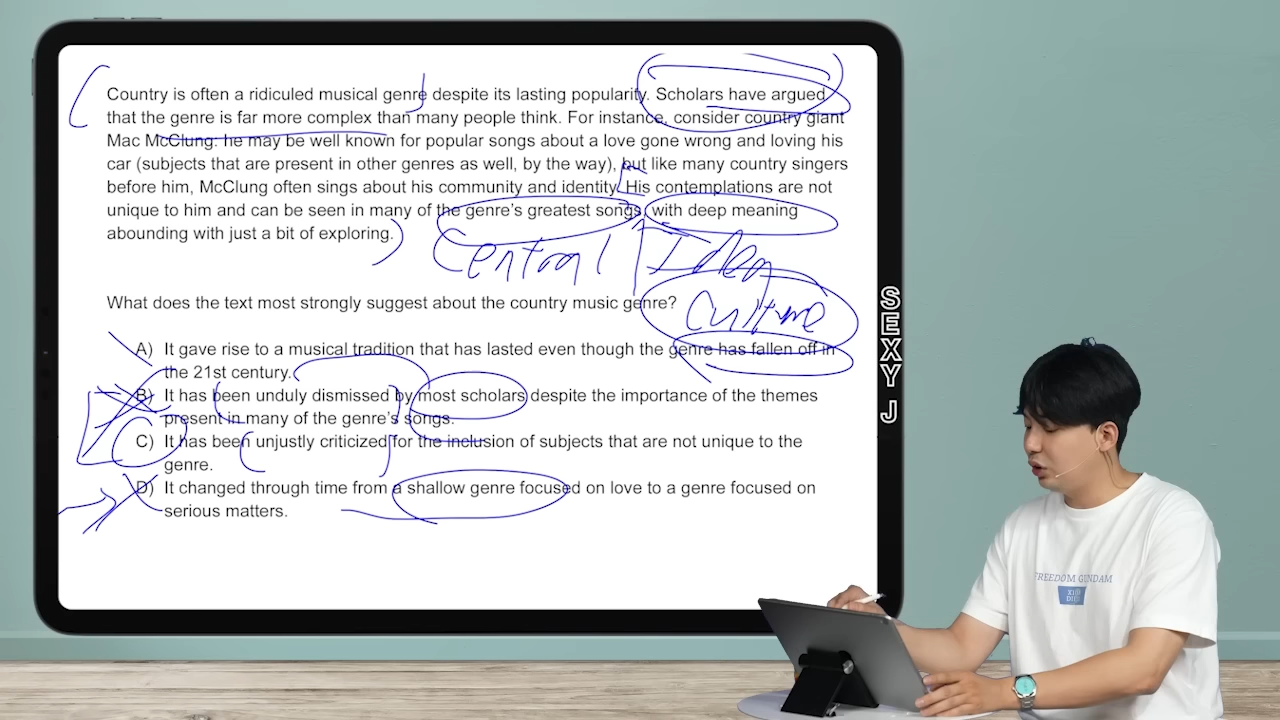 Country is often a ridiculed musical genre despite its lasting popularity. Scholars have argued
that the genre is far more complex than many people think. For instance, consider country giant
Mac McClung: he may be well known for popular songs about a love gone wrong and loving his
car (subjects that are present in other genres as well, by the way), but like many country singers
before him, McClung often sings about his community and identity. His contemplations are not
unique to him and can be seen in many of the genre's greatest songs, with deep meaning
abounding with just a bit of exploring.
Central Idea
Culture
What does the text most strongly suggest about the country music genre?
A) It gave rise to a musical tradition that has lasted even though the genre has fallen off in
the 21st century.
B) It has been unduly dismissed by most scholars despite the importance of the themes
present in many of the genre's songs.
C) It has been unjustly criticized for the inclusion of subjects that are not unique to the
genre.
D) It changed through time from a shallow genre focused on love to a genre focused on
serious matters.
SEXY J
FREEDOM GUNDAM